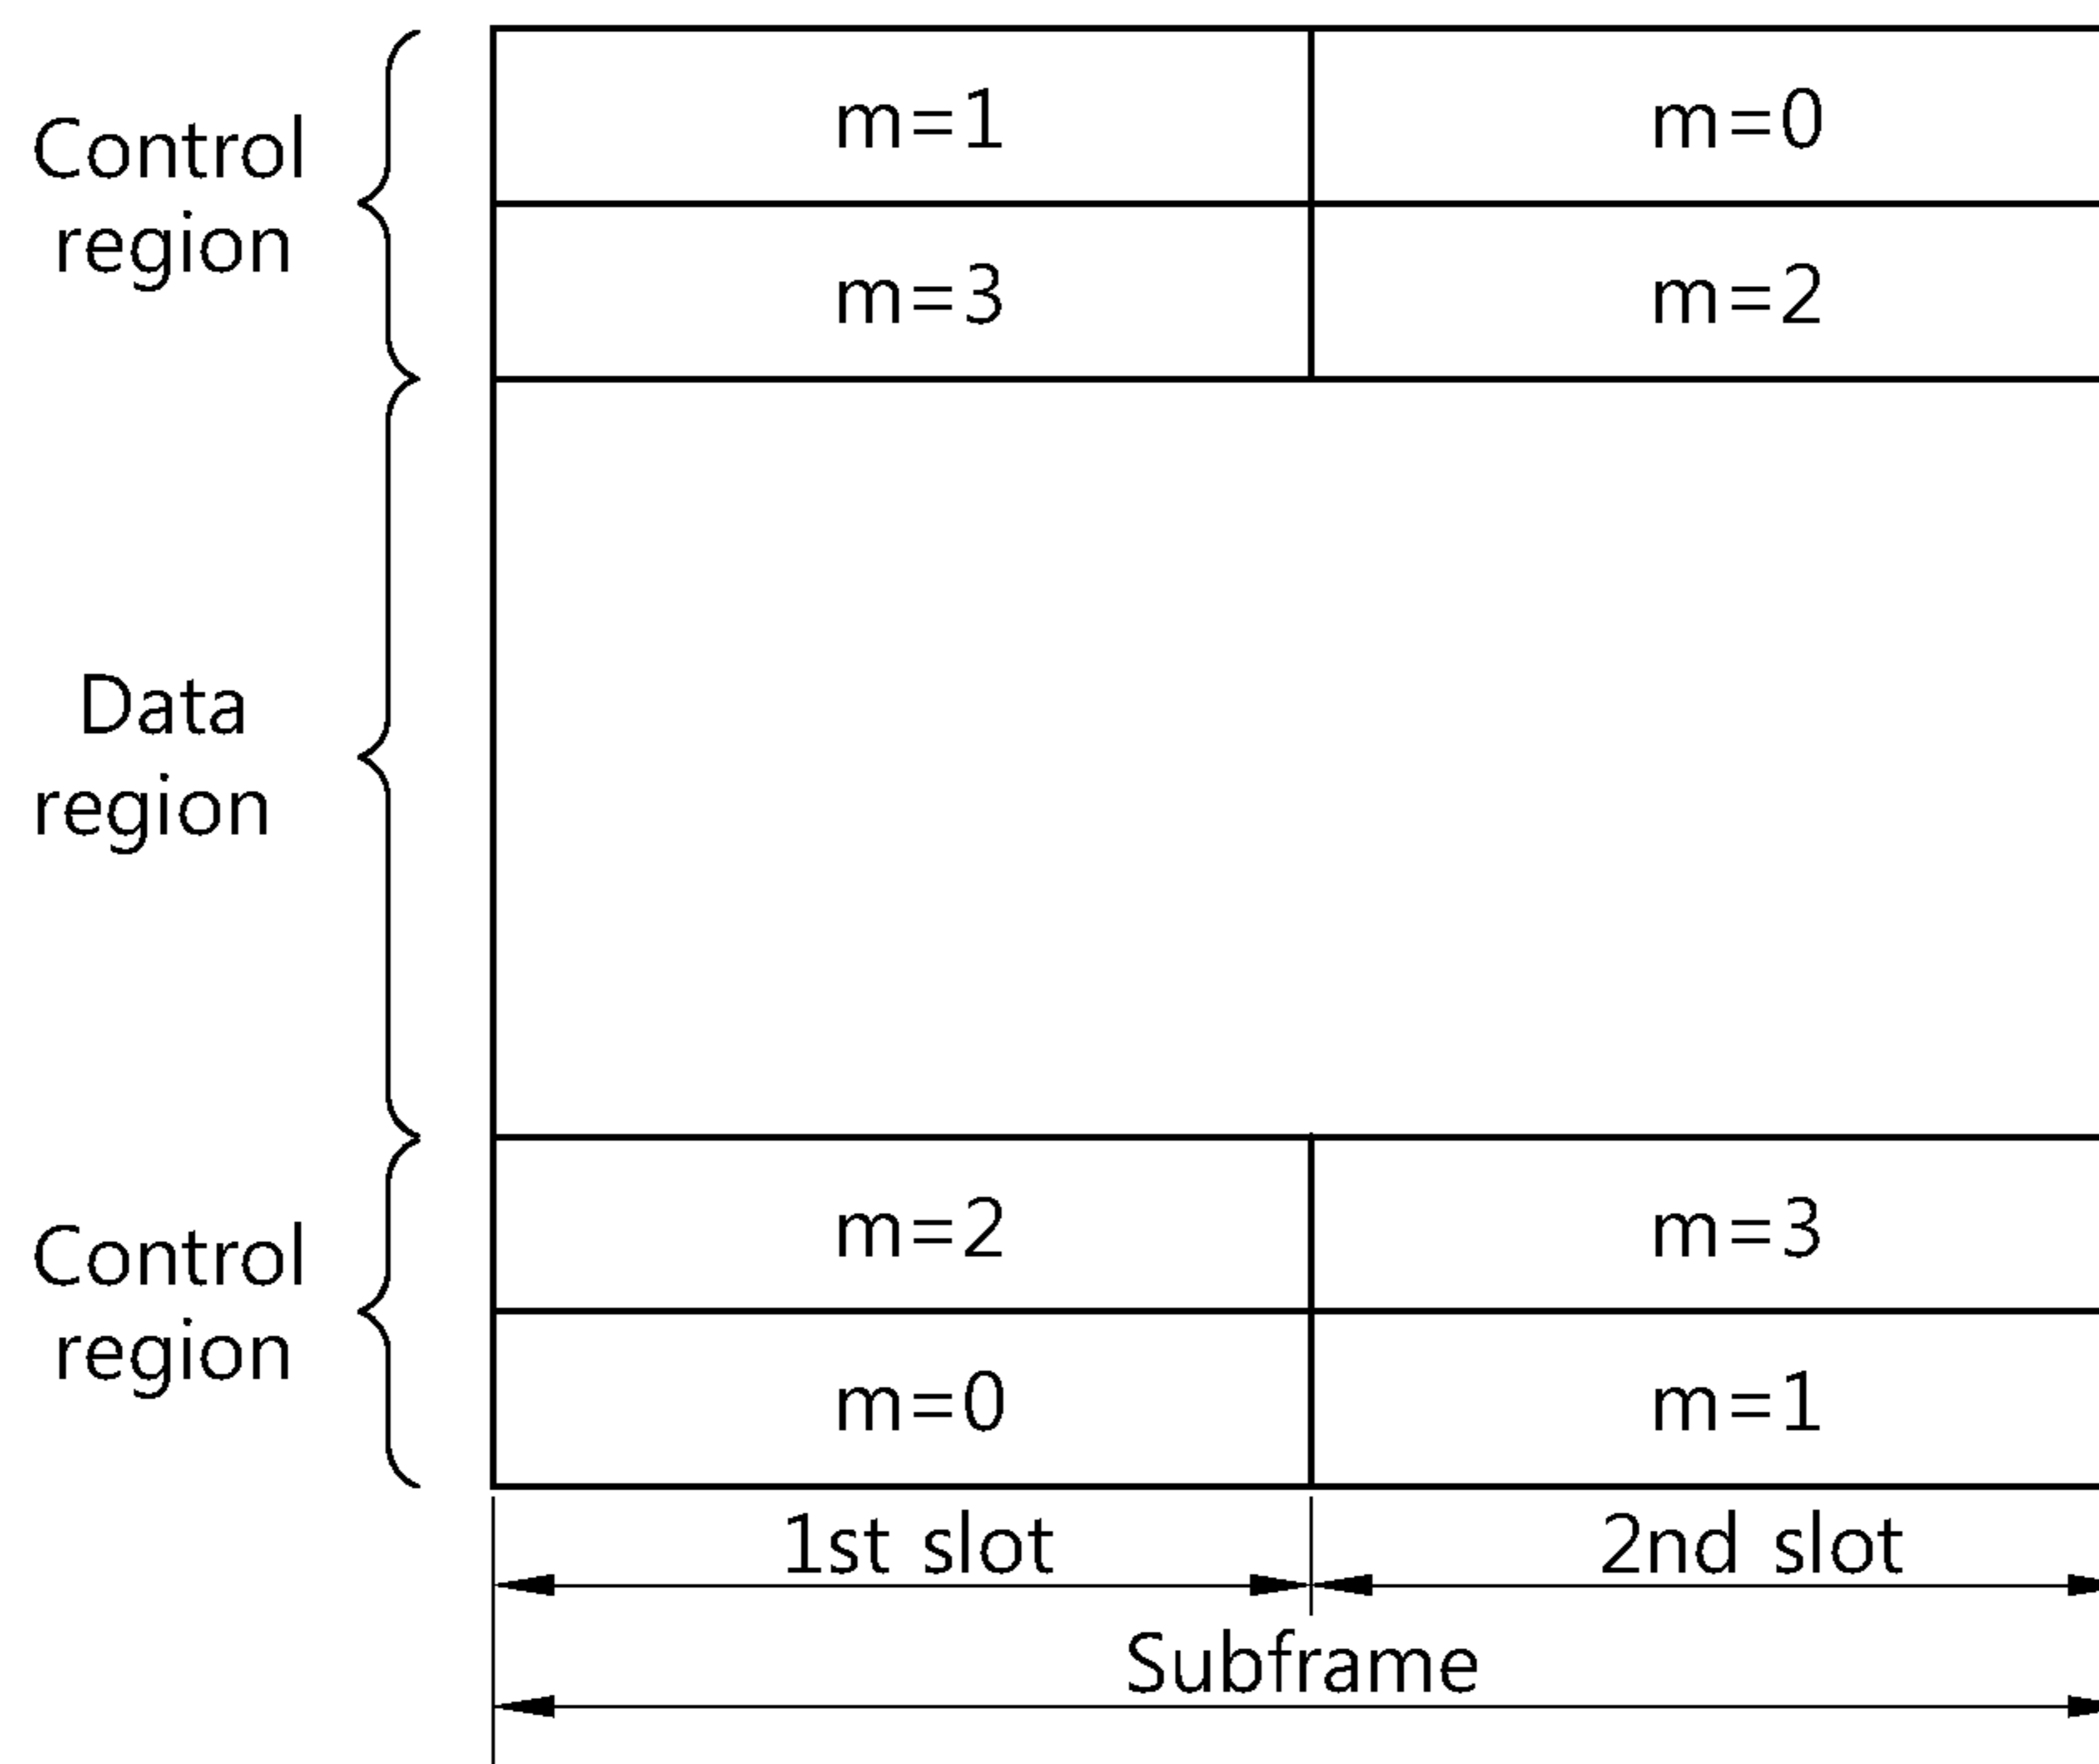 Control
region
m=1
m=0
m=3
m=2
Data
region
Control
region
m=2
m=3
m=0
m=1
1st slot
2nd slot
Subframe